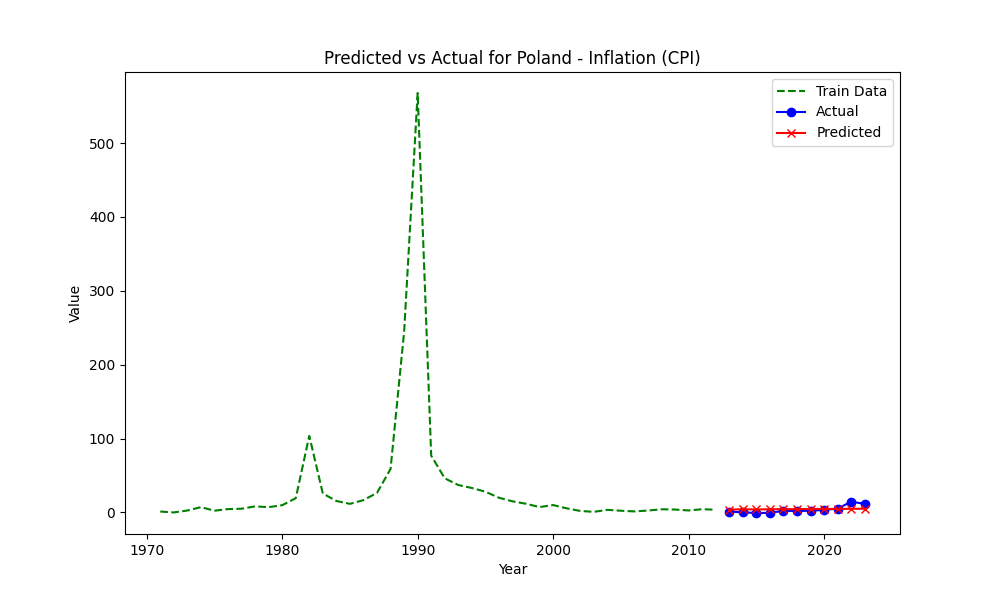 Predicted vs Actual for Poland - Inflation (CPI)
Train Data
Actual
Predicted
Value
500
400
300
200
100
0
1970 1980 1990 2000 2010 2020
Year